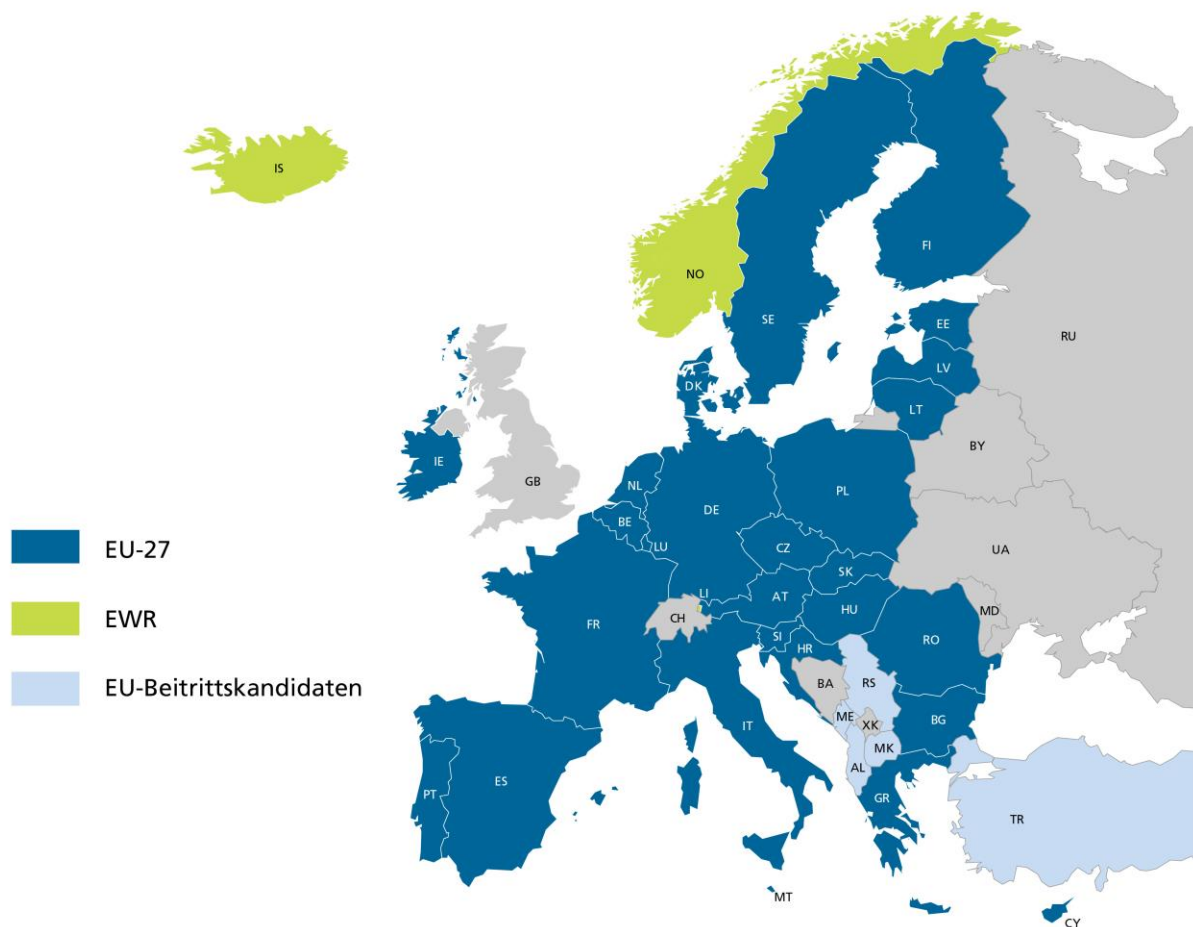 IS
NO
FI
SE
EE
RU
LV
DK
LT
BY
IE
GB
NL
DE
PL
BE
EU-27
LU
CZ
UA
SK
LI
AT
HU
MD
EWR
CH
FR
SI
RO
HR
BA
RS
EU-Beitrittskandidaten
ME
XK
IT
BG
MK
AL
ES
PT
GR
TR
MT
CY